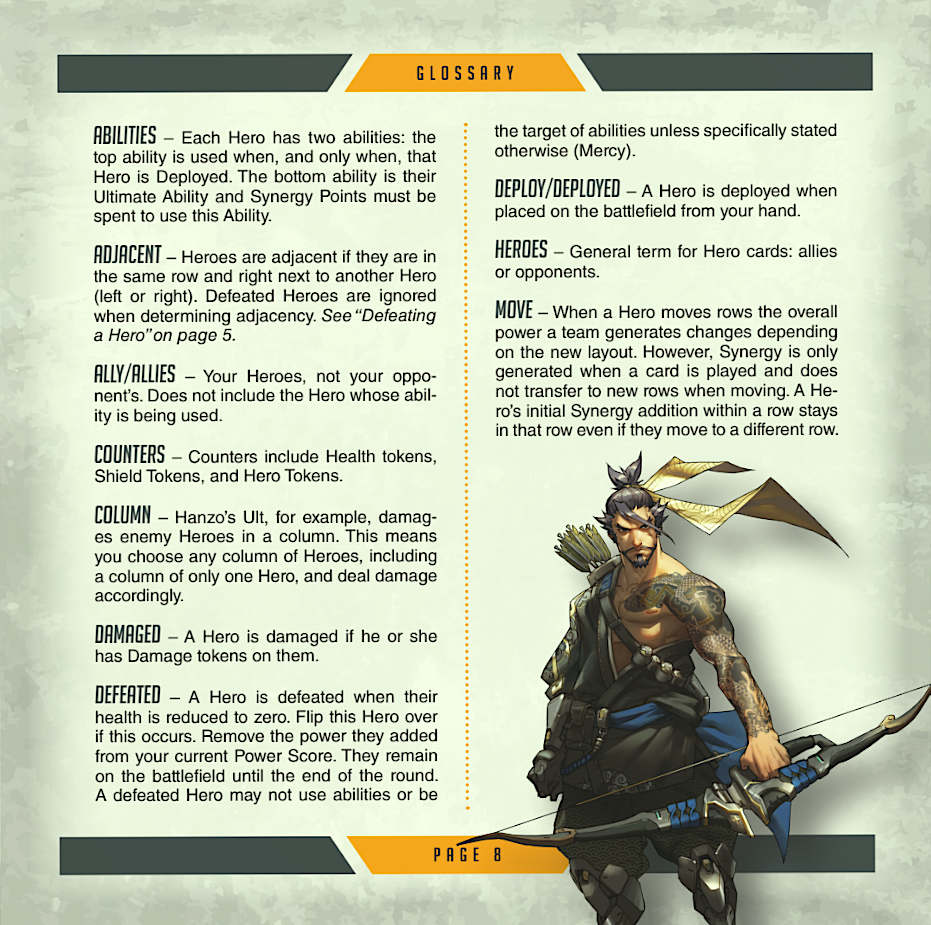 GLOSSARY
ABILITIES – Each Hero has two abilities: the
top ability is used when, and only when, that
Hero is Deployed. The bottom ability is their
Ultimate Ability and Synergy Points must be
spent to use this Ability.
ADJACENT – Heroes are adjacent if they are in
the same row and right next to another Hero
(left or right). Defeated Heroes are ignored
when determining adjacency. See “Defeating
a Hero” on page 5.
ALLY/ALLIES – Your Heroes, not your oppo-
nent’s. Does not include the Hero whose abil-
ity is being used.
COUNTERS – Counters include Health tokens,
Shield Tokens, and Hero Tokens.
COLUMN – Hanzo’s Ult, for example, damag-
es enemy Heroes in a column. This means
you choose any column of Heroes, including
a column of only one Hero, and deal damage
accordingly.
DAMAGED – A Hero is damaged if he or she
has Damage tokens on them.
DEFEATED – A Hero is defeated when their
health is reduced to zero. Flip this Hero over
if this occurs. Remove the power they added
from your current Power Score. They remain
on the battlefield until the end of the round.
A defeated Hero may not use abilities or be
the target of abilities unless specifically stated
otherwise (Mercy).
DEPLOY/DEPLOYED – A Hero is deployed when
placed on the battlefield from your hand.
HEROES – General term for Hero cards: allies
or opponents.
MOVE – When a Hero moves rows the overall
power a team generates changes depending
on the new layout. However, Synergy is only
generated when a card is played and does
not transfer to new rows when moving. A He-
ro’s initial Synergy addition within a row stays
in that row even if they move to a different row.
PAGE 8